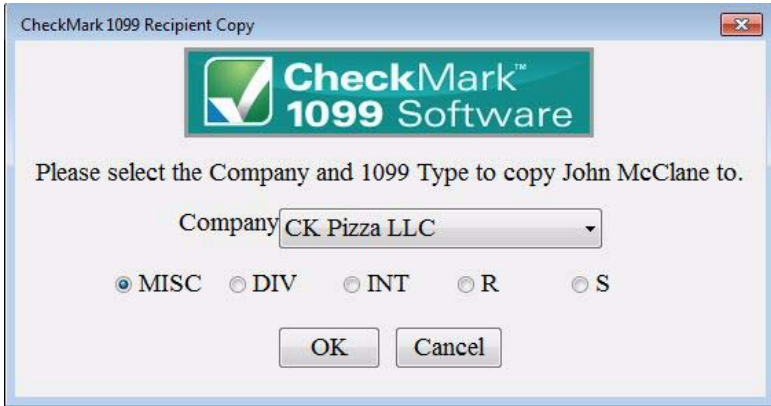 CheckMark 1099 Recipient Copy
CheckMark™
1099 Software
Please select the Company and 1099 Type to copy John McClane to.
Company CK Pizza LLC
MISC DIV INT R S
OK Cancel